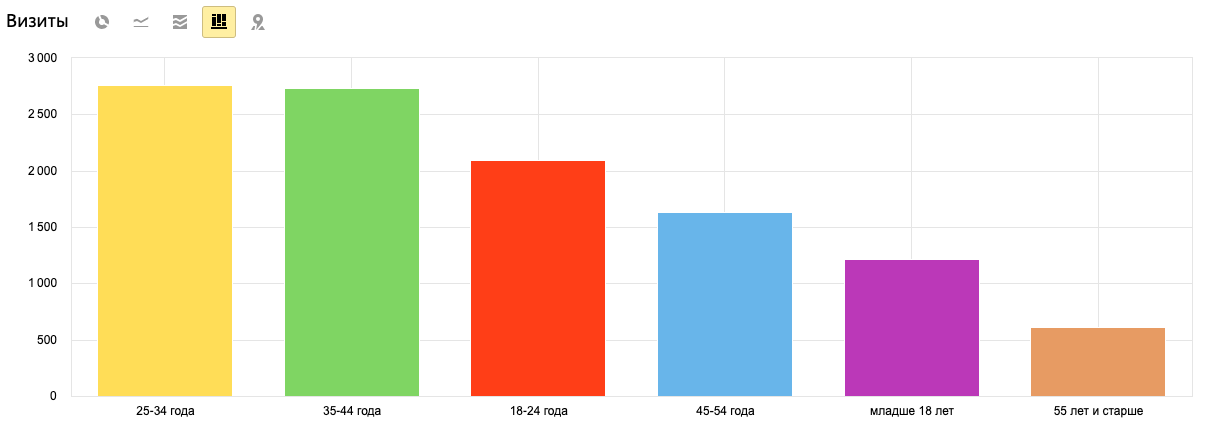 Визиты
3 000
2 500
2 000
1 500
1 000
500
0
25-34 года
35-44 года
18-24 года
45-54 года
младше 18 лет
55 лет и старше